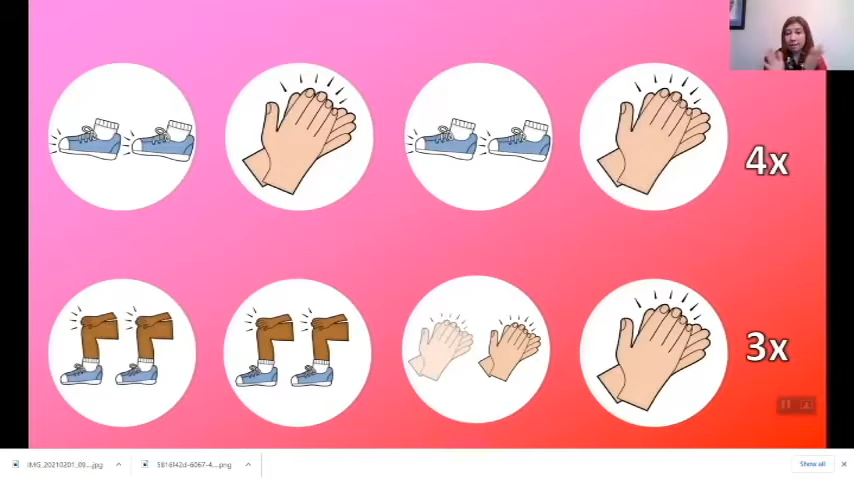 4x
3x
IMG_20210201_09....jpg
5816f42d-6067-4....png
Show all